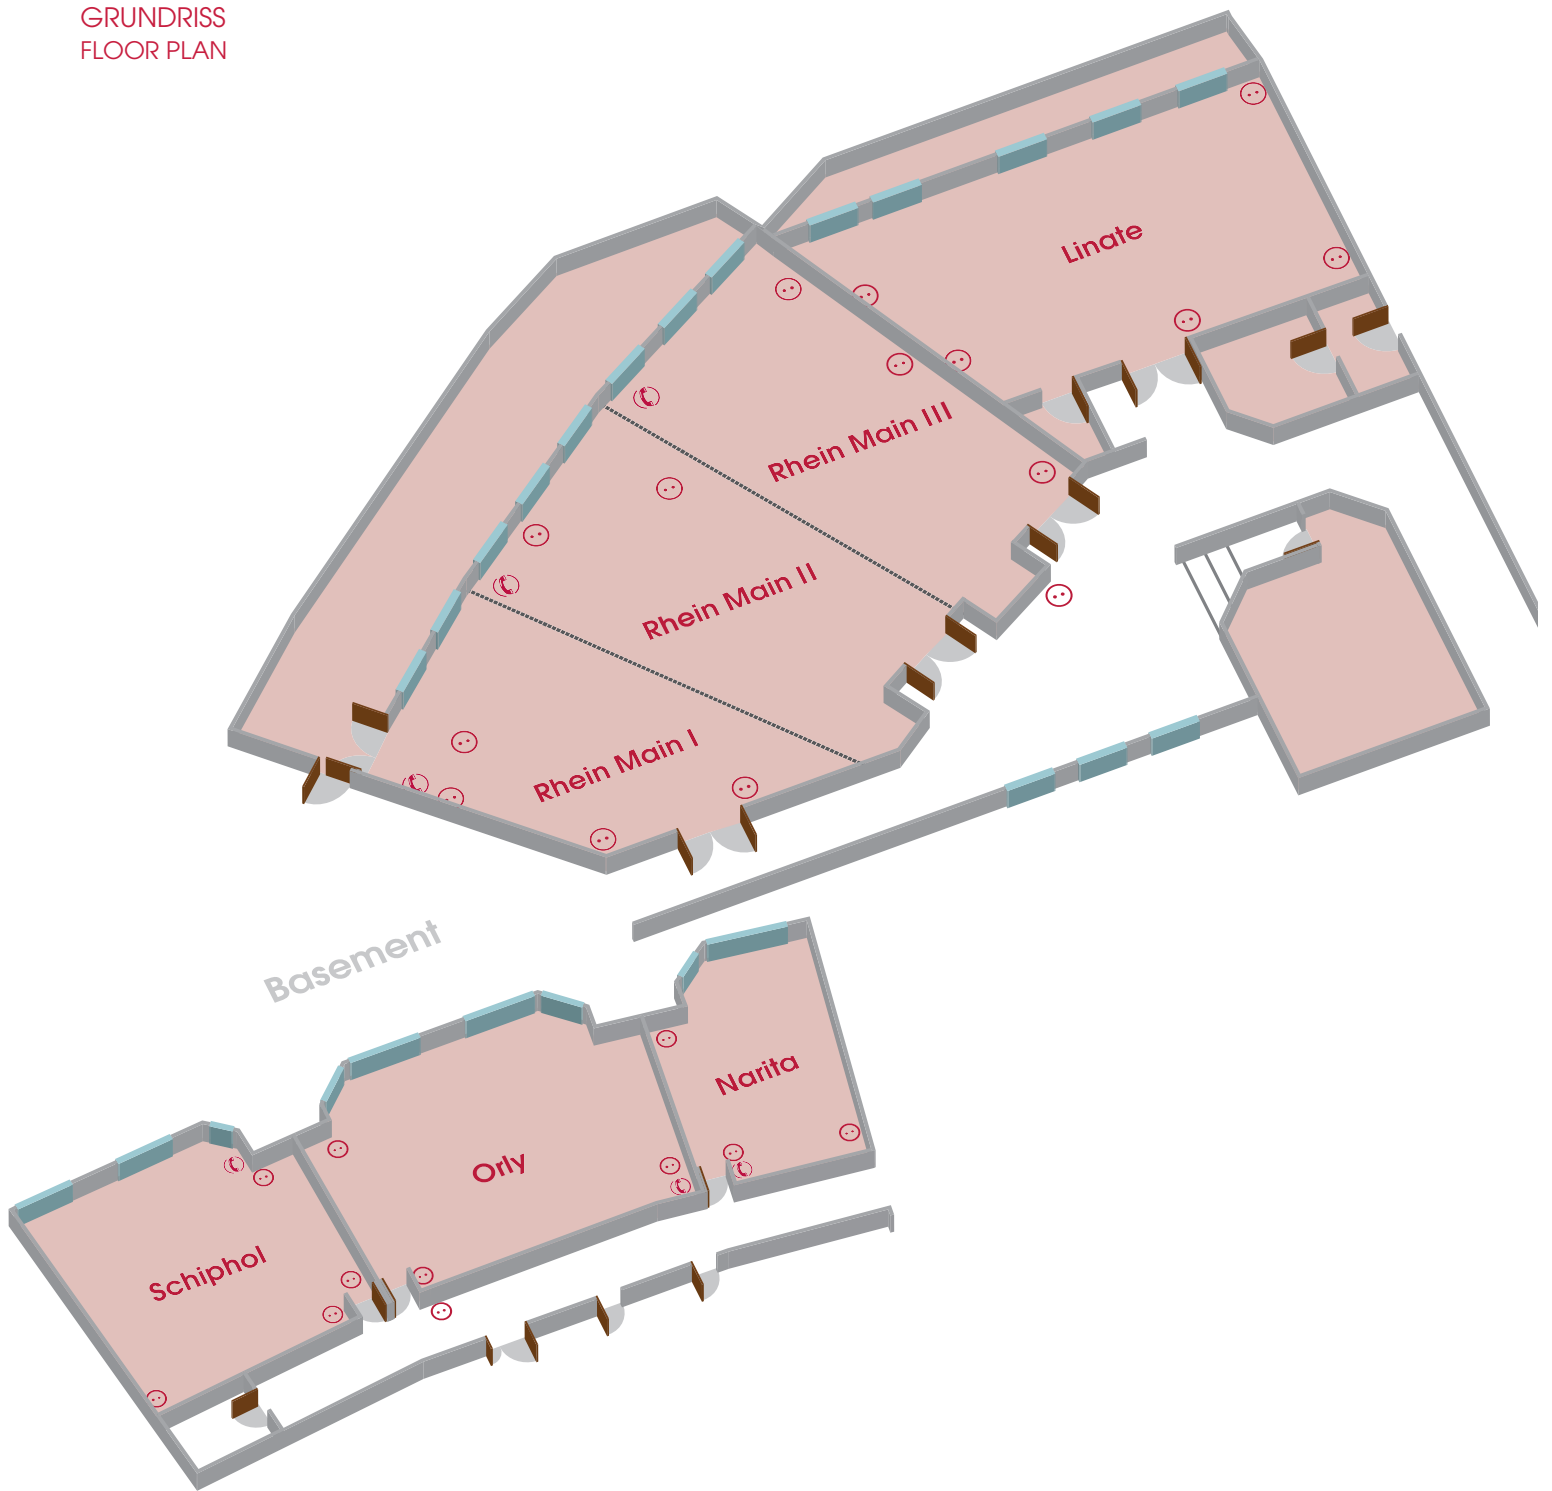 GRUNDRISS
FLOOR PLAN
Linate
Rhein Main III
Rhein Main II
Rhein Main I
Basement
Narita
Orly
Schiphol